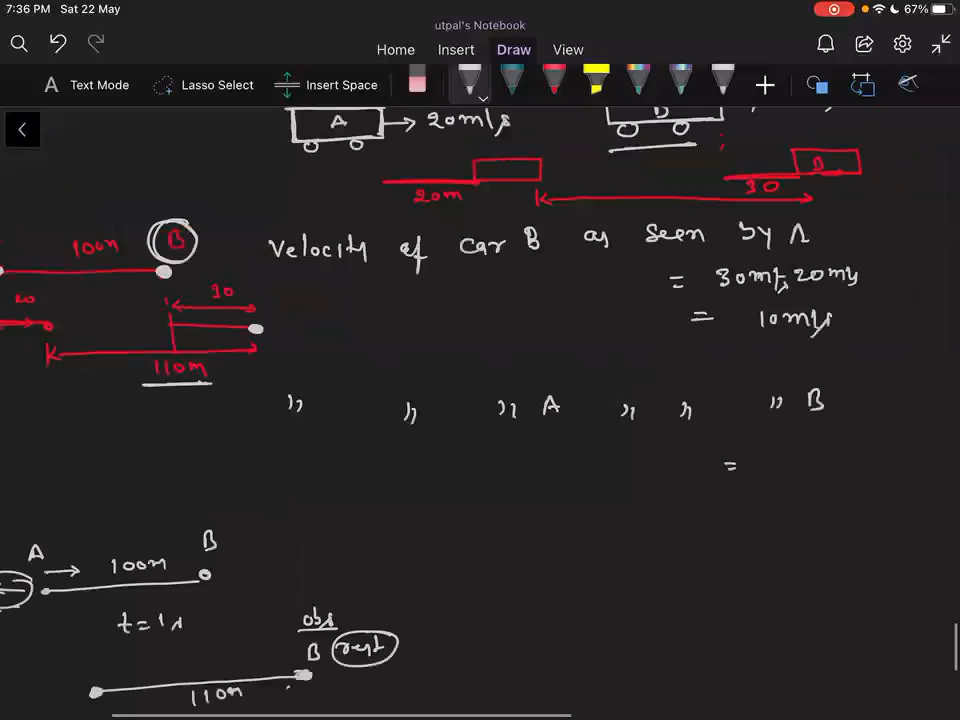 7:36 PM Sat 22 May 67%
utpal's Notebook
Home Insert Draw View
A Text Mode Lasso Select Insert Space
A → 20m/s B
20m 30 B
100m B
velocity of car B as seen by A
= 30m/s 20m/s
= 10m/s
20 10
110m
,, ,, ,, A ,, ,, ,, B
=
A → 100m B
t = 1s
obs
B rest
110m